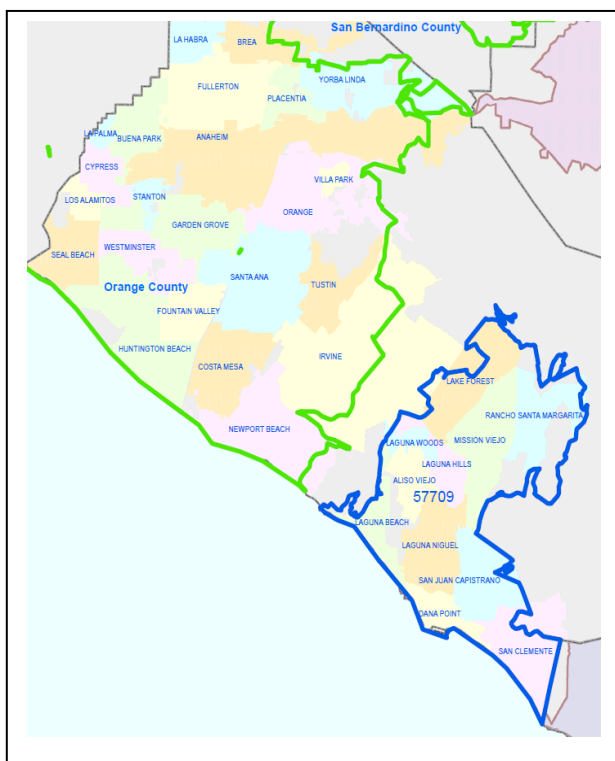 San Bernardino County
LA HABRA
BREA
YORBA LINDA
FULLERTON
PLACENTIA
LA PALMA
BUENA PARK
ANAHEIM
CYPRESS
VILLA PARK
LOS ALAMITOS
STANTON
ORANGE
GARDEN GROVE
WESTMINSTER
SEAL BEACH
SANTA ANA
TUSTIN
Orange County
FOUNTAIN VALLEY
HUNTINGTON BEACH
IRVINE
COSTA MESA
LAKE FOREST
RANCHO SANTA MARGARITA
NEWPORT BEACH
LAGUNA WOODS
MISSION VIEJO
LAGUNA HILLS
ALISO VIEJO
57709
LAGUNA BEACH
LAGUNA NIGUEL
SAN JUAN CAPISTRANO
DANA POINT
SAN CLEMENTE